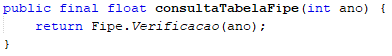 public final float consultaTabelaFipe(int ano) {
    return Fipe.Verificacao(ano);
}